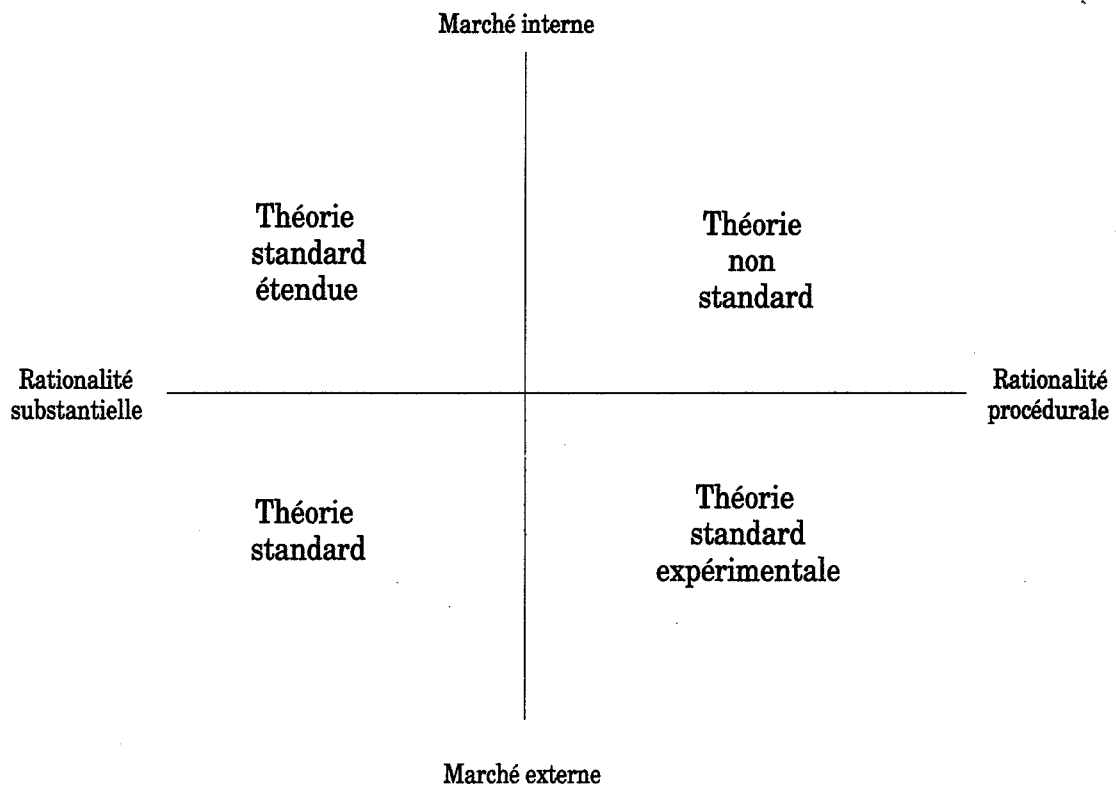 Marché interne
Théorie
standard
étendue
Théorie
non
standard
Rationalité
substantielle
Rationalité
procédurale
Théorie
standard
Théorie
standard
expérimentale
Marché externe